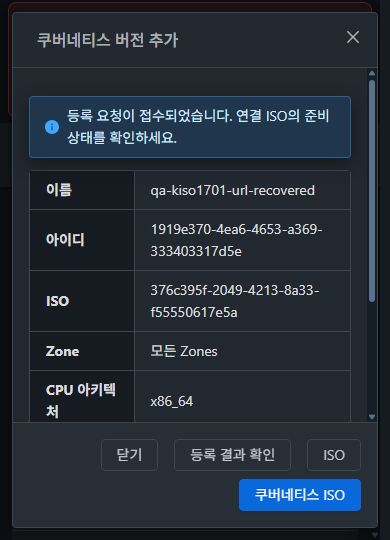 쿠버네티스 버전 추가
등록 요청이 접수되었습니다. 연결 ISO의 준비
상태를 확인하세요.
이름
qa-kiso1701-url-recovered
아이디
1919e370-4ea6-4653-a369-
333403317d5e
ISO
376c395f-2049-4213-8a33-
f55550617e5a
Zone
모든 Zones
CPU 아키텍
처
x86_64
닫기
등록 결과 확인
ISO
쿠버네티스 ISO